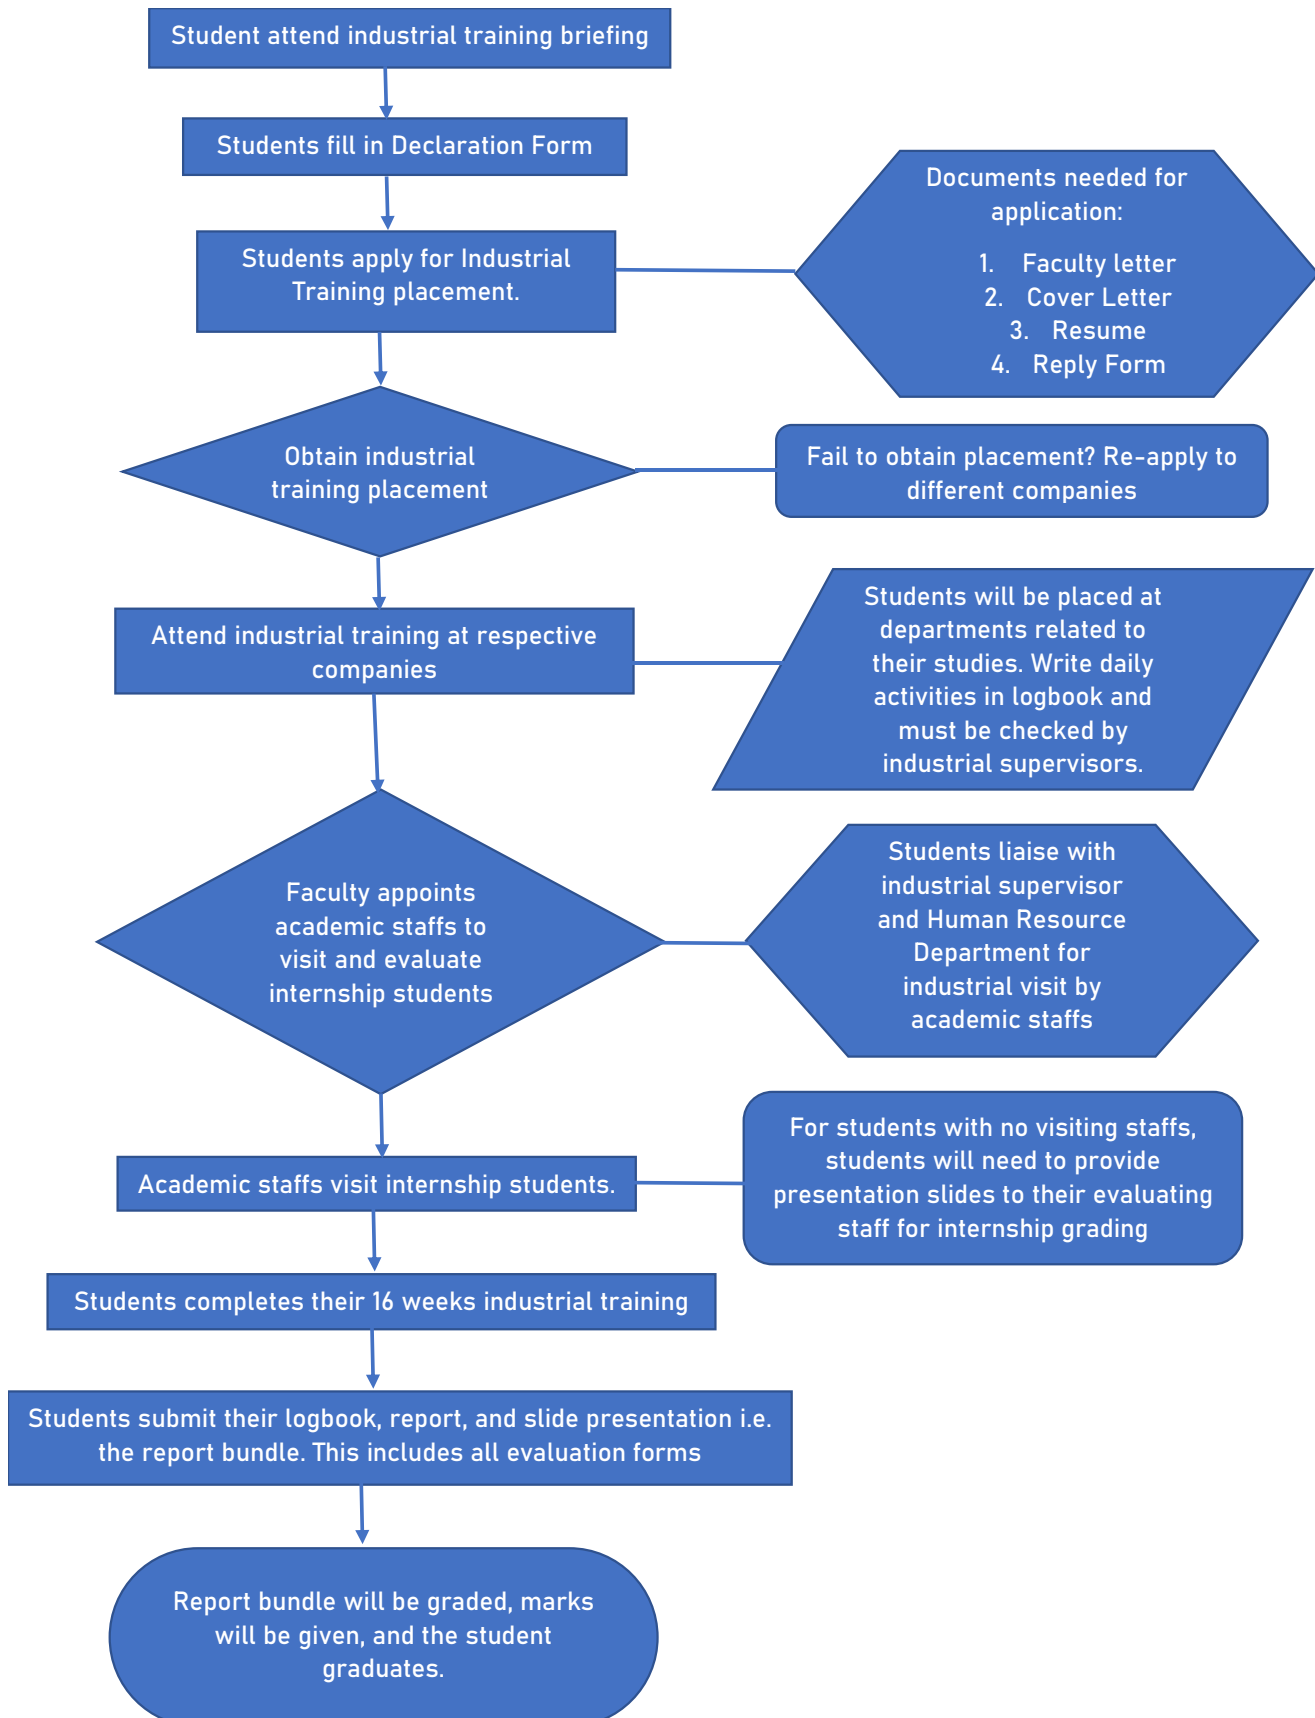 Student attend industrial training briefing
Students fill in Declaration Form
Students apply for Industrial
Training placement.
Documents needed for
application:
1. Faculty letter
2. Cover Letter
3. Resume
4. Reply Form
Obtain industrial
training placement
Fail to obtain placement? Re-apply to
different companies
Attend industrial training at respective
companies
Students will be placed at
departments related to
their studies. Write daily
activities in logbook and
must be checked by
industrial supervisors.
Faculty appoints
academic staffs to
visit and evaluate
internship students
Students liaise with
industrial supervisor
and Human Resource
Department for
industrial visit by
academic staffs
Academic staffs visit internship students.
For students with no visiting staffs,
students will need to provide
presentation slides to their evaluating
staff for internship grading
Students completes their 16 weeks industrial training
Students submit their logbook, report, and slide presentation i.e.
the report bundle. This includes all evaluation forms
Report bundle will be graded, marks
will be given, and the student
graduates.